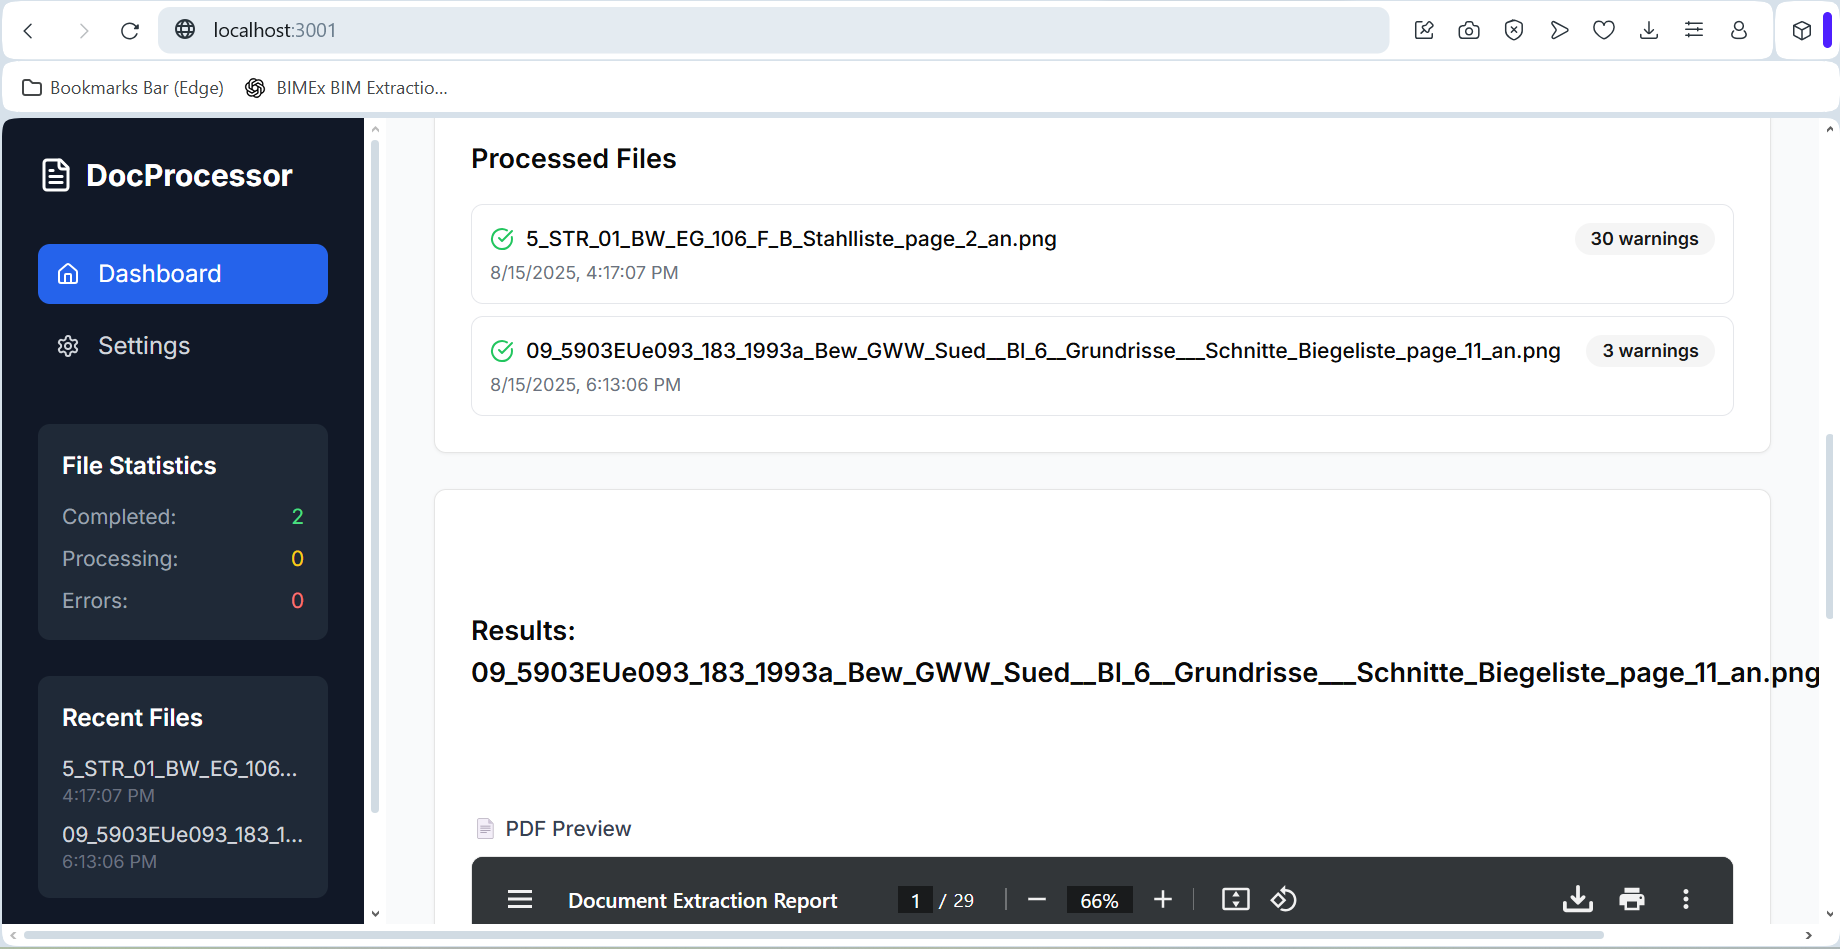 localhost:3001
Bookmarks Bar (Edge)
BIMEx BIM Extractio...
DocProcessor
Dashboard
Settings
File Statistics
Completed: 2
Processing: 0
Errors: 0
Recent Files
5_STR_01_BW_EG_106...
4:17:07 PM
09_5903EUe093_183_1...
6:13:06 PM
Processed Files
5_STR_01_BW_EG_106_F_B_Stahlliste_page_2_an.png
30 warnings
8/15/2025, 4:17:07 PM
09_5903EUe093_183_1993a_Bew_GWW_Sued__Bl_6__Grundrisse___Schnitte_Biegeliste_page_11_an.png
3 warnings
8/15/2025, 6:13:06 PM
Results:
09_5903EUe093_183_1993a_Bew_GWW_Sued__Bl_6__Grundrisse___Schnitte_Biegeliste_page_11_an.png
PDF Preview
Document Extraction Report 1 / 29 66%